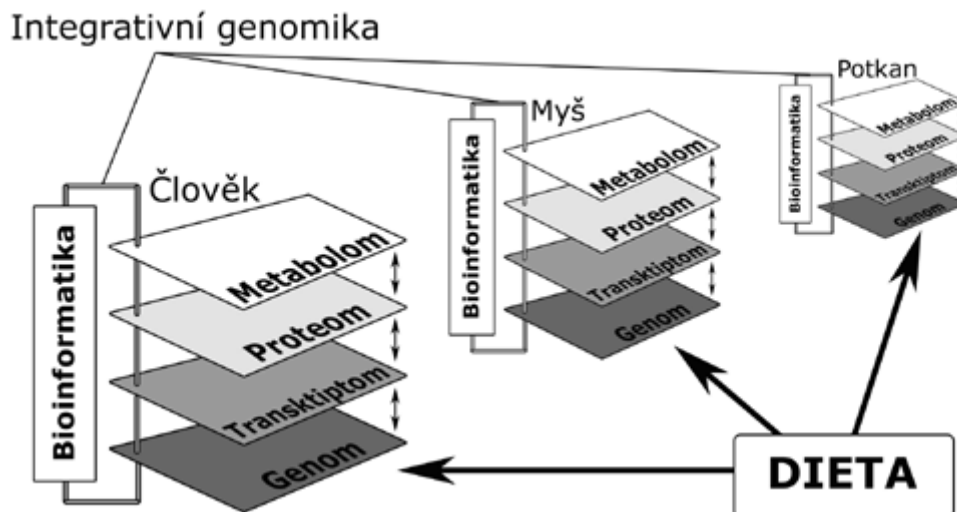 Integrativní genomika
Potkan
Bioinformatika
Metabolom
Proteom
Transktiptom
Genom
Myš
Bioinformatika
Metabolom
Proteom
Transktiptom
Genom
Člověk
Bioinformatika
Metabolom
Proteom
Transktiptom
Genom
DIETA